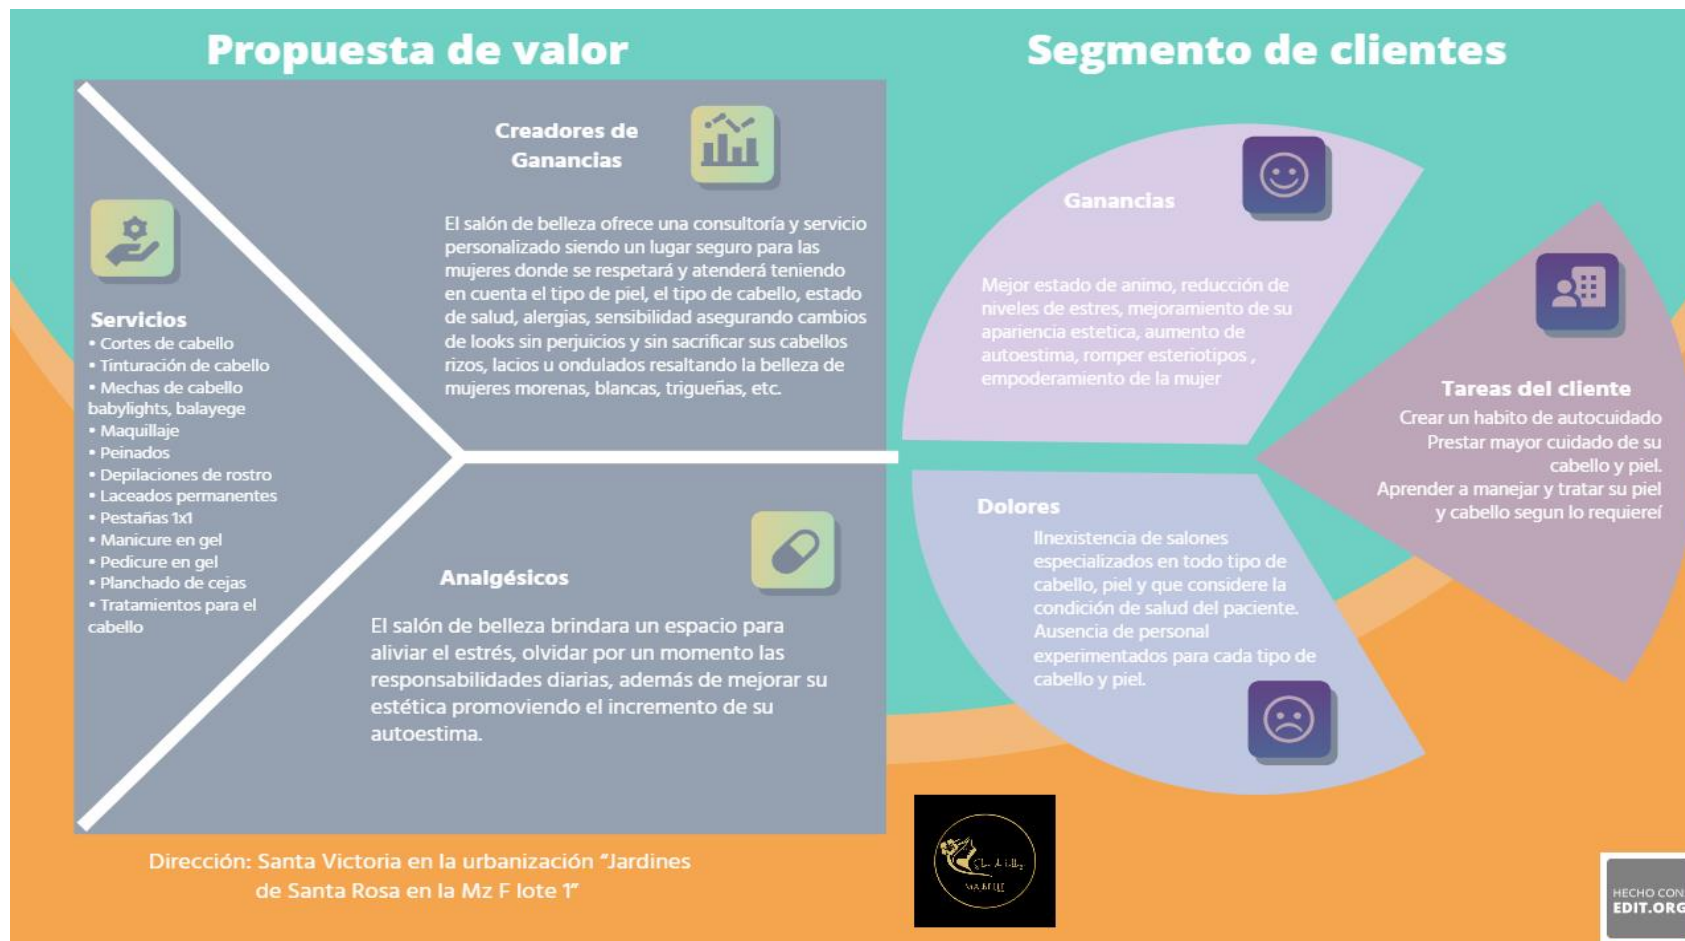 Propuesta de valor
Creadores de
Ganancias
El salón de belleza ofrece una consultoría y servicio
personalizado siendo un lugar seguro para las
mujeres donde se respetará y atenderá teniendo
en cuenta el tipo de piel, el tipo de cabello, estado
de salud, alergias, sensibilidad asegurando cambios
de looks sin perjuicios y sin sacrificar sus cabellos
rizos, lacios u ondulados resaltando la belleza de
mujeres morenas, blancas, trigueñas, etc.
Servicios
• Cortes de cabello
• Tinturación de cabello
• Mechas de cabello
babylights, balayege
• Maquillaje
• Peinados
• Depilaciones de rostro
• Laceados permanentes
• Pestañas 1x1
• Manicure en gel
• Pedicure en gel
• Planchado de cejas
• Tratamientos para el
cabello
Analgésicos
El salón de belleza brindara un espacio para
aliviar el estrés, olvidar por un momento las
responsabilidades diarias, además de mejorar su
estética promoviendo el incremento de su
autoestima.
Segmento de clientes
Ganancias
Mejor estado de animo, reducción de
niveles de estres, mejoramiento de su
apariencia estetica, aumento de
autoestima, romper esteriotipos ,
empoderamiento de la mujer
Tareas del cliente
Crear un habito de autocuidado
Prestar mayor cuidado de su
cabello y piel.
Aprender a manejar y tratar su piel
y cabello segun lo requiereí
Dolores
IInexistencia de salones
especializados en todo tipo de
cabello, piel y que considere la
condición de salud del paciente.
Ausencia de personal
experimentados para cada tipo de
cabello y piel.
Dirección: Santa Victoria en la urbanización “Jardines
de Santa Rosa en la Mz F lote 1”
MA BELLE
HECHO CON
EDIT.ORG